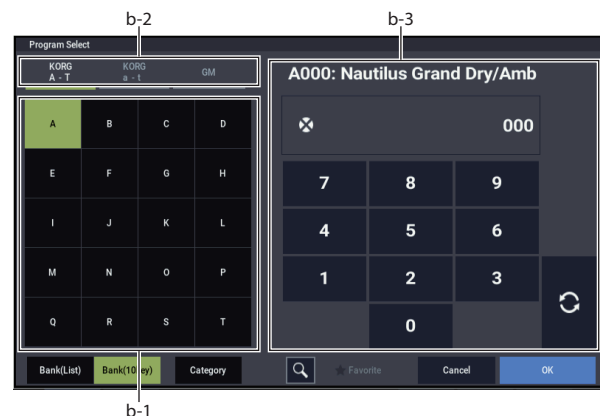 b-2
b-3
Program Select
KORG
A - T
KORG
a - t
GM
A000: Nautilus Grand Dry/Amb
A B C D
000
E F G H
7 8 9
I J K L
4 5 6
M N O P
1 2 3
Q R S T
0
Bank(List) Bank(10Key) Category
Favorite Cancel OK
b-1